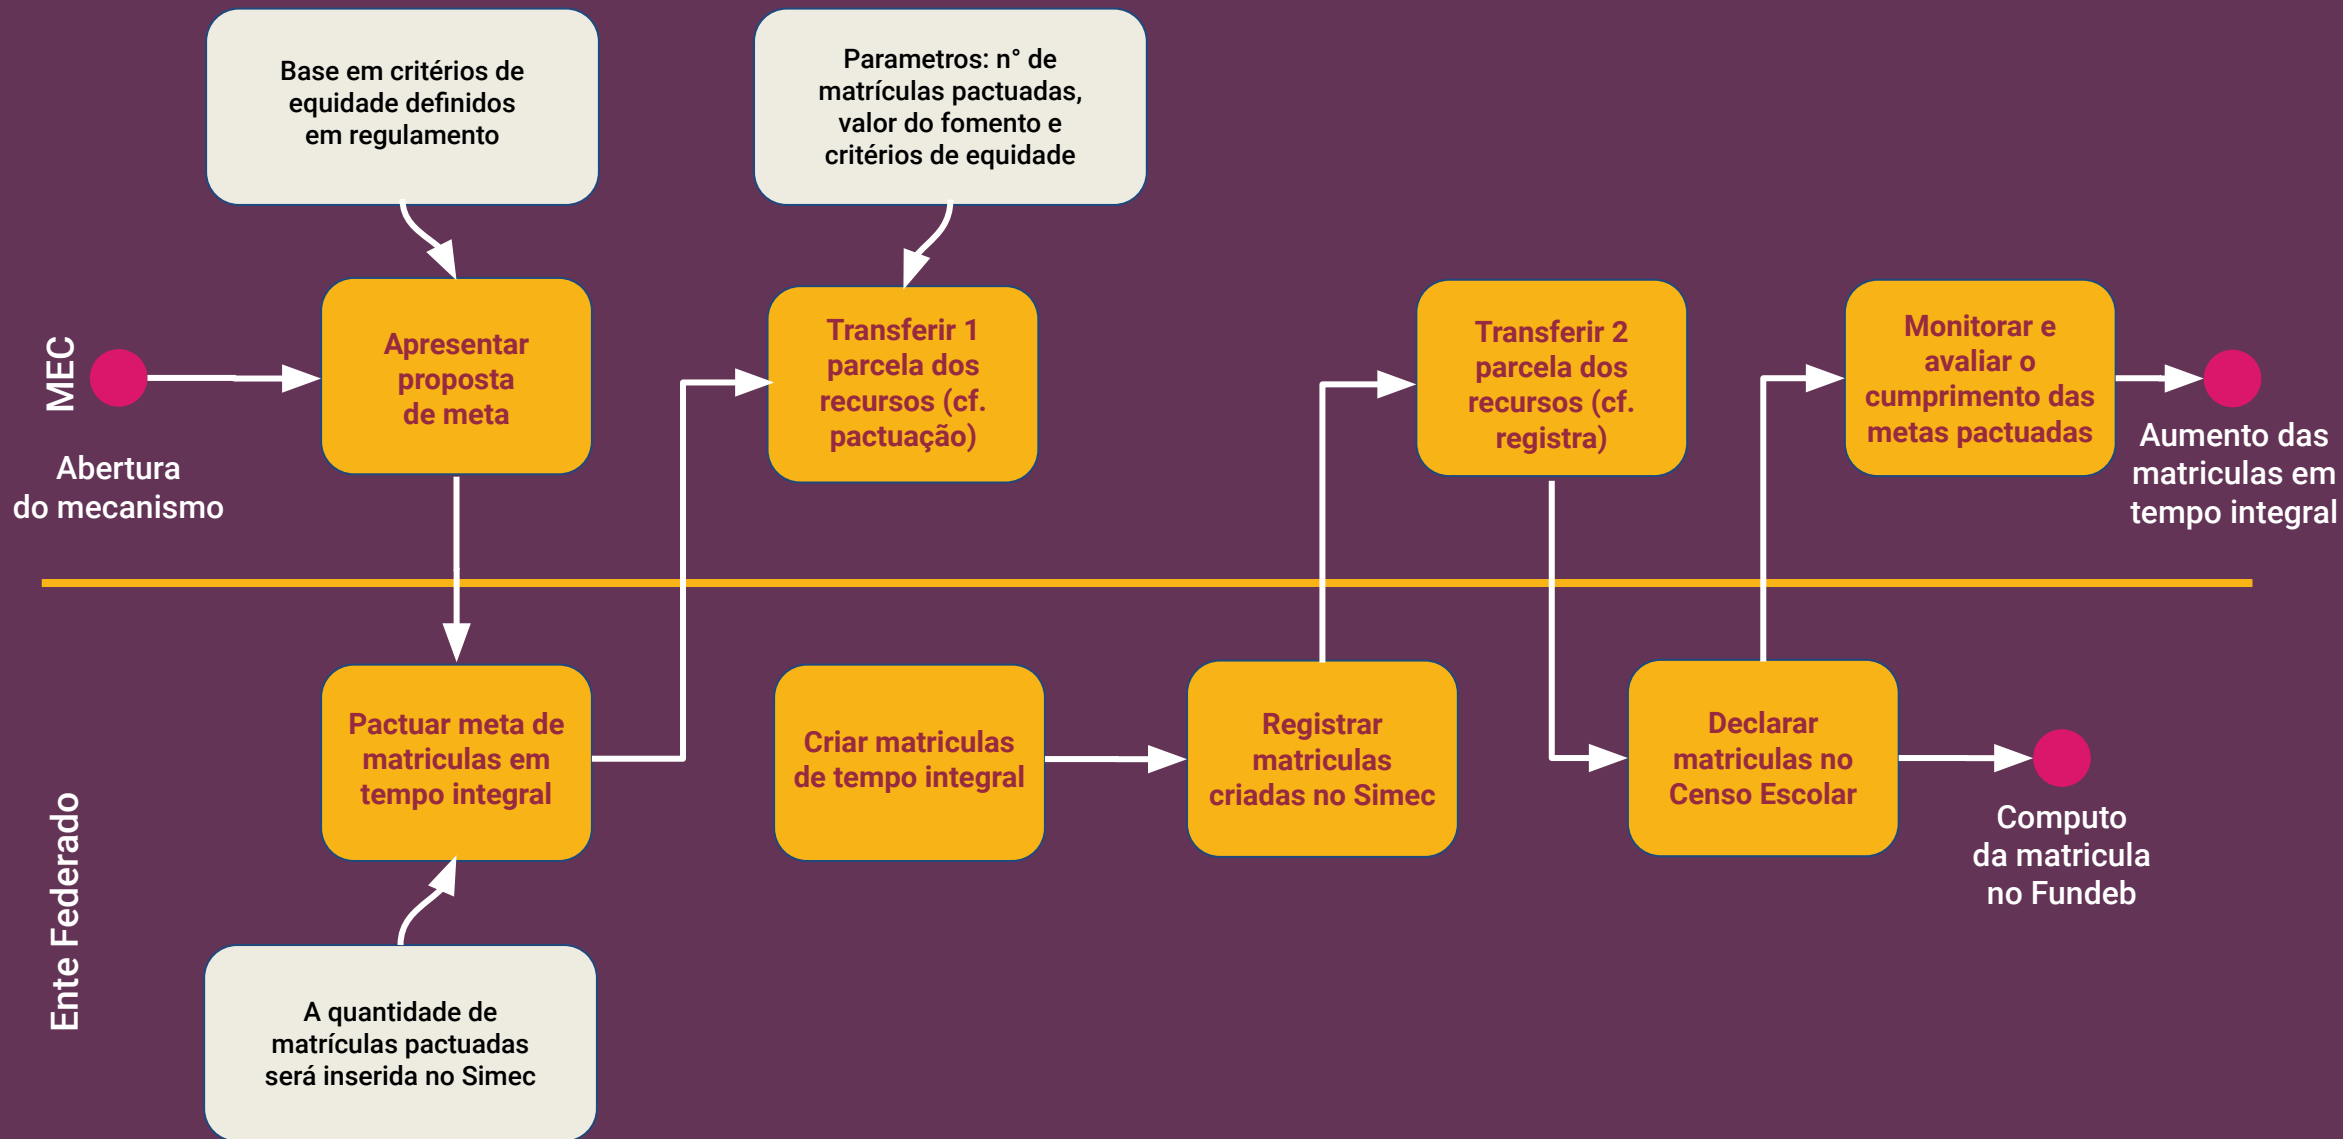 Base em critérios de
equidade definidos
em regulamento
Parametros: n° de
matrículas pactuadas,
valor do fomento e
critérios de equidade
MEC
Abertura
do mecanismo
Apresentar
proposta
de meta
Transferir 1
parcela dos
recursos (cf.
pactuação)
Transferir 2
parcela dos
recursos (cf.
registra)
Monitorar e
avaliar o
cumprimento das
metas pactuadas
Aumento das
matriculas em
tempo integral
Ente Federado
Pactuar meta de
matriculas em
tempo integral
Criar matriculas
de tempo integral
Registrar
matriculas
criadas no Simec
Declarar
matriculas no
Censo Escolar
Computo
da matricula
no Fundeb
A quantidade de
matrículas pactuadas
será inserida no Simec